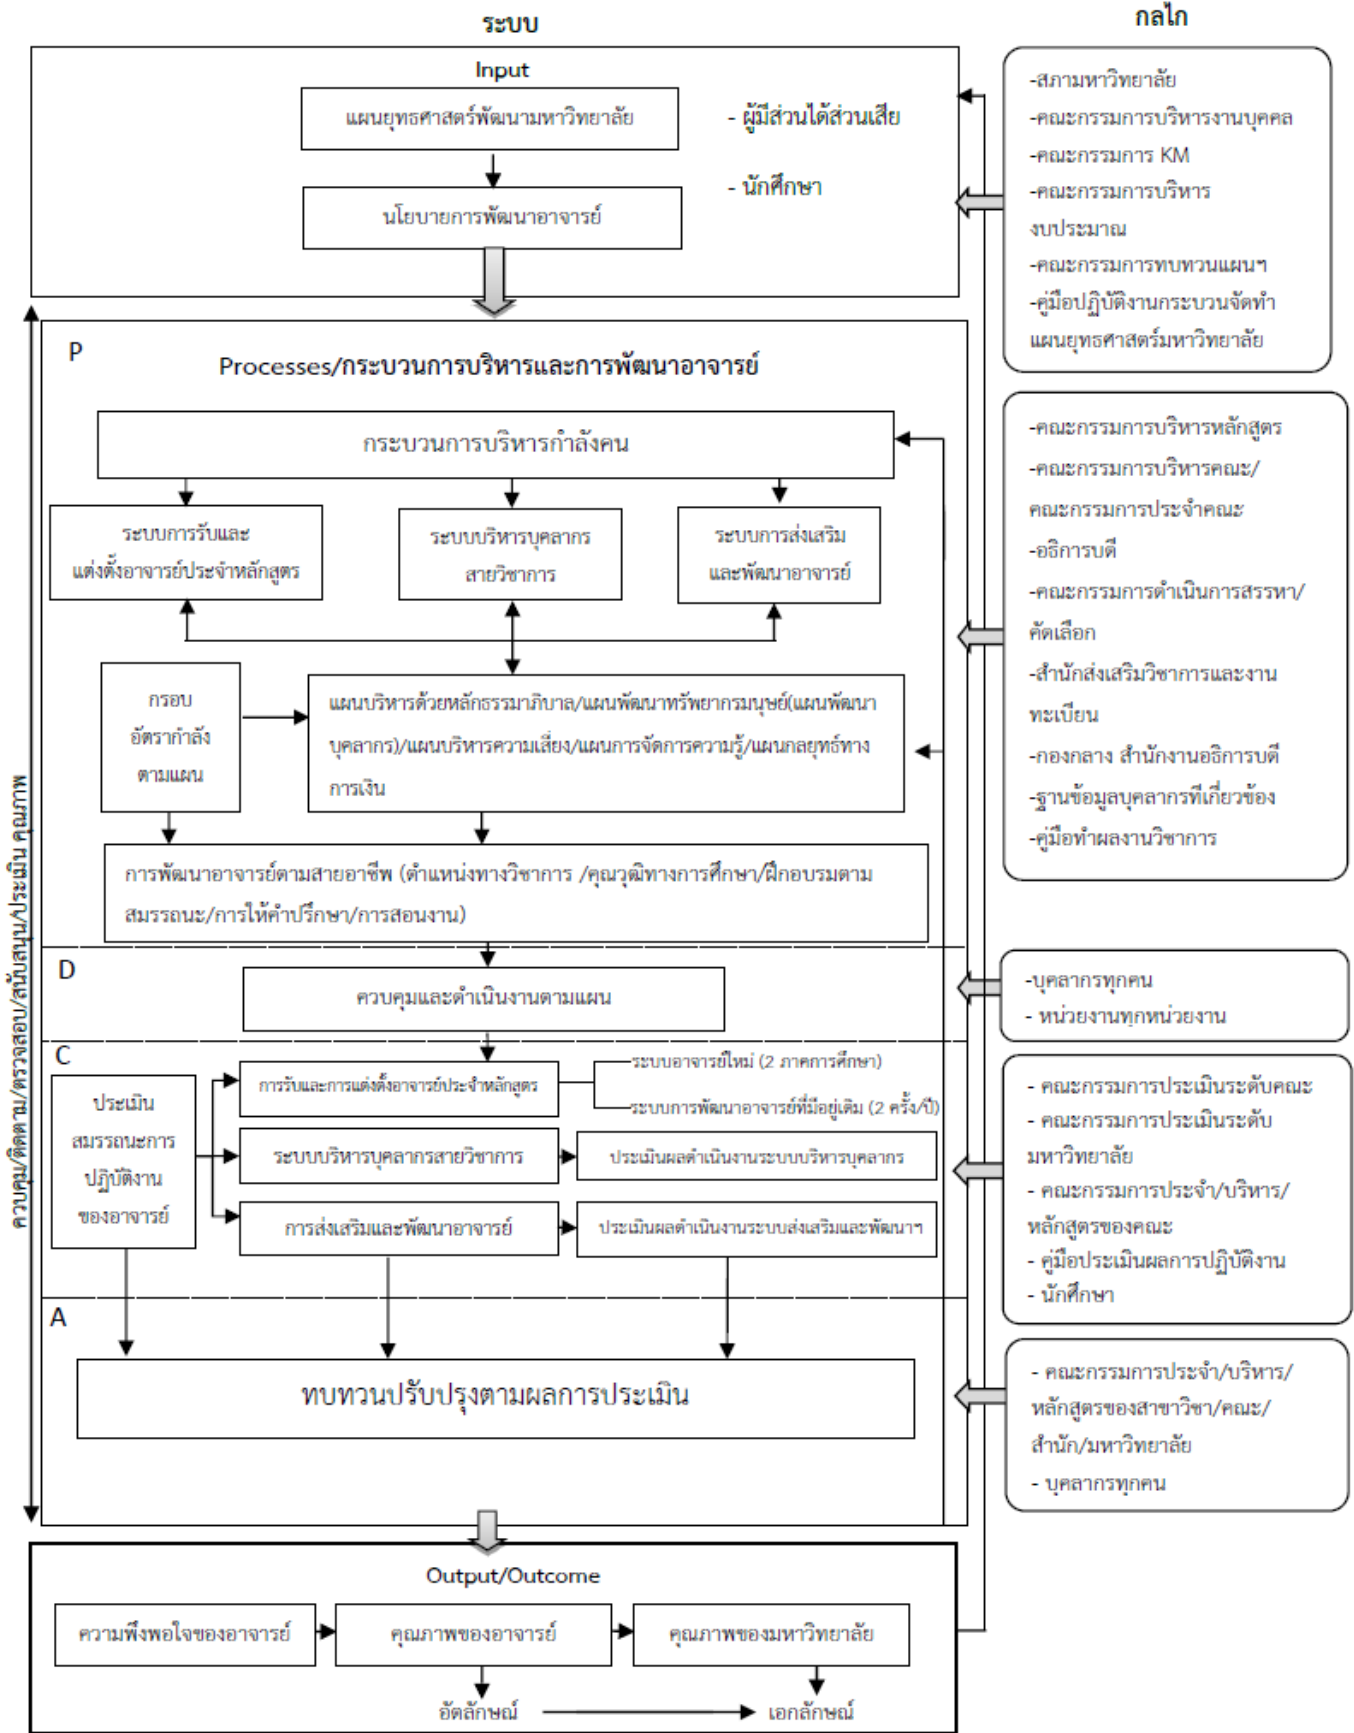 ระบบ
กลไก
Input
แผนยุทธศาสตร์พัฒนามหาวิทยาลัย
นโยบายการพัฒนาอาจารย์
- ผู้มีส่วนได้ส่วนเสีย
- นักศึกษา
-สภามหาวิทยาลัย
-คณะกรรมการบริหารงานบุคคล
-คณะกรรมการ KM
-คณะกรรมการบริหาร
งบประมาณ
-คณะกรรมการทบทวนแผนฯ
-คู่มือปฏิบัติงานกระบวนจัดทำ
แผนยุทธศาสตร์มหาวิทยาลัย
ควบคุม/ติดตาม/ตรวจสอบ/สนับสนุน/ประเมิน คุณภาพ
P
Processes/กระบวนการบริหารและการพัฒนาอาจารย์
กระบวนการบริหารกำลังคน
ระบบการรับและ
แต่งตั้งอาจารย์ประจำหลักสูตร
ระบบบริหารบุคลากร
สายวิชาการ
ระบบการส่งเสริม
และพัฒนาอาจารย์
กรอบ
อัตรากำลัง
ตามแผน
แผนบริหารด้วยหลักธรรมาภิบาล/แผนพัฒนาทรัพยากรมนุษย์(แผนพัฒนา
บุคลากร)/แผนบริหารความเสี่ยง/แผนการจัดการความรู้/แผนกลยุทธ์ทาง
การเงิน
การพัฒนาอาจารย์ตามสายอาชีพ (ตำแหน่งทางวิชาการ /คุณวุฒิทางการศึกษา/ฝึกอบรมตาม
สมรรถนะ/การให้คำปรึกษา/การสอนงาน)
-คณะกรรมการบริหารหลักสูตร
-คณะกรรมการบริหารคณะ/
คณะกรรมการประจำคณะ
-อธิการบดี
-คณะกรรมการดำเนินการสรรหา/
คัดเลือก
-สำนักส่งเสริมวิชาการและงาน
ทะเบียน
-กองกลาง สำนักงานอธิการบดี
-ฐานข้อมูลบุคลากรที่เกี่ยวข้อง
-คู่มือทำผลงานวิชาการ
D
ควบคุมและดำเนินงานตามแผน
-บุคลากรทุกคน
- หน่วยงานทุกหน่วยงาน
C
ประเมิน
สมรรถนะการ
ปฏิบัติงาน
ของอาจารย์
การรับและการแต่งตั้งอาจารย์ประจำหลักสูตร
ระบบอาจารย์ใหม่ (2 ภาคการศึกษา)
ระบบการพัฒนาอาจารย์ที่มีอยู่เดิม (2 ครั้ง/ปี)
ระบบบริหารบุคลากรสายวิชาการ
ประเมินผลดำเนินงานระบบบริหารบุคลากร
การส่งเสริมและพัฒนาอาจารย์
ประเมินผลดำเนินงานระบบส่งเสริมและพัฒนาฯ
- คณะกรรมการประเมินระดับคณะ
- คณะกรรมการประเมินระดับ
มหาวิทยาลัย
- คณะกรรมการประจำ/บริหาร/
หลักสูตรของคณะ
- คู่มือประเมินผลการปฏิบัติงาน
- นักศึกษา
A
ทบทวนปรับปรุงตามผลการประเมิน
- คณะกรรมการประจำ/บริหาร/
หลักสูตรของสาขาวิชา/คณะ/
สำนัก/มหาวิทยาลัย
- บุคลากรทุกคน
Output/Outcome
ความพึงพอใจของอาจารย์
คุณภาพของอาจารย์
คุณภาพของมหาวิทยาลัย
อัตลักษณ์
เอกลักษณ์